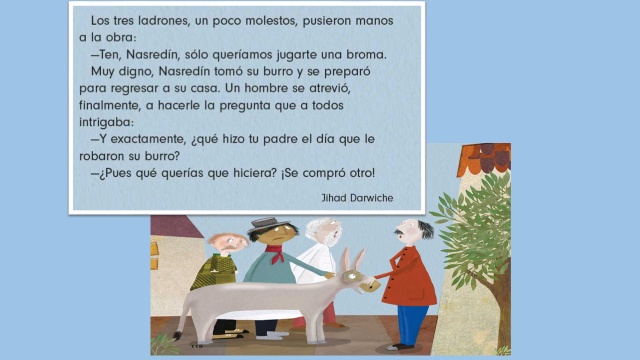 Los tres ladrones, un poco molestos, pusieron manos
a la obra:
—Ten, Nasredín, sólo queríamos jugarte una broma.
Muy digno, Nasredín tomó su burro y se preparó
para regresar a su casa. Un hombre se atrevió,
finalmente, a hacerle la pregunta que a todos
intrigaba:
—Y exactamente, ¿qué hizo tu padre el día que le
robaron su burro?
—¿Pues qué querías que hiciera? ¡Se compró otro!
Jihad Darwiche